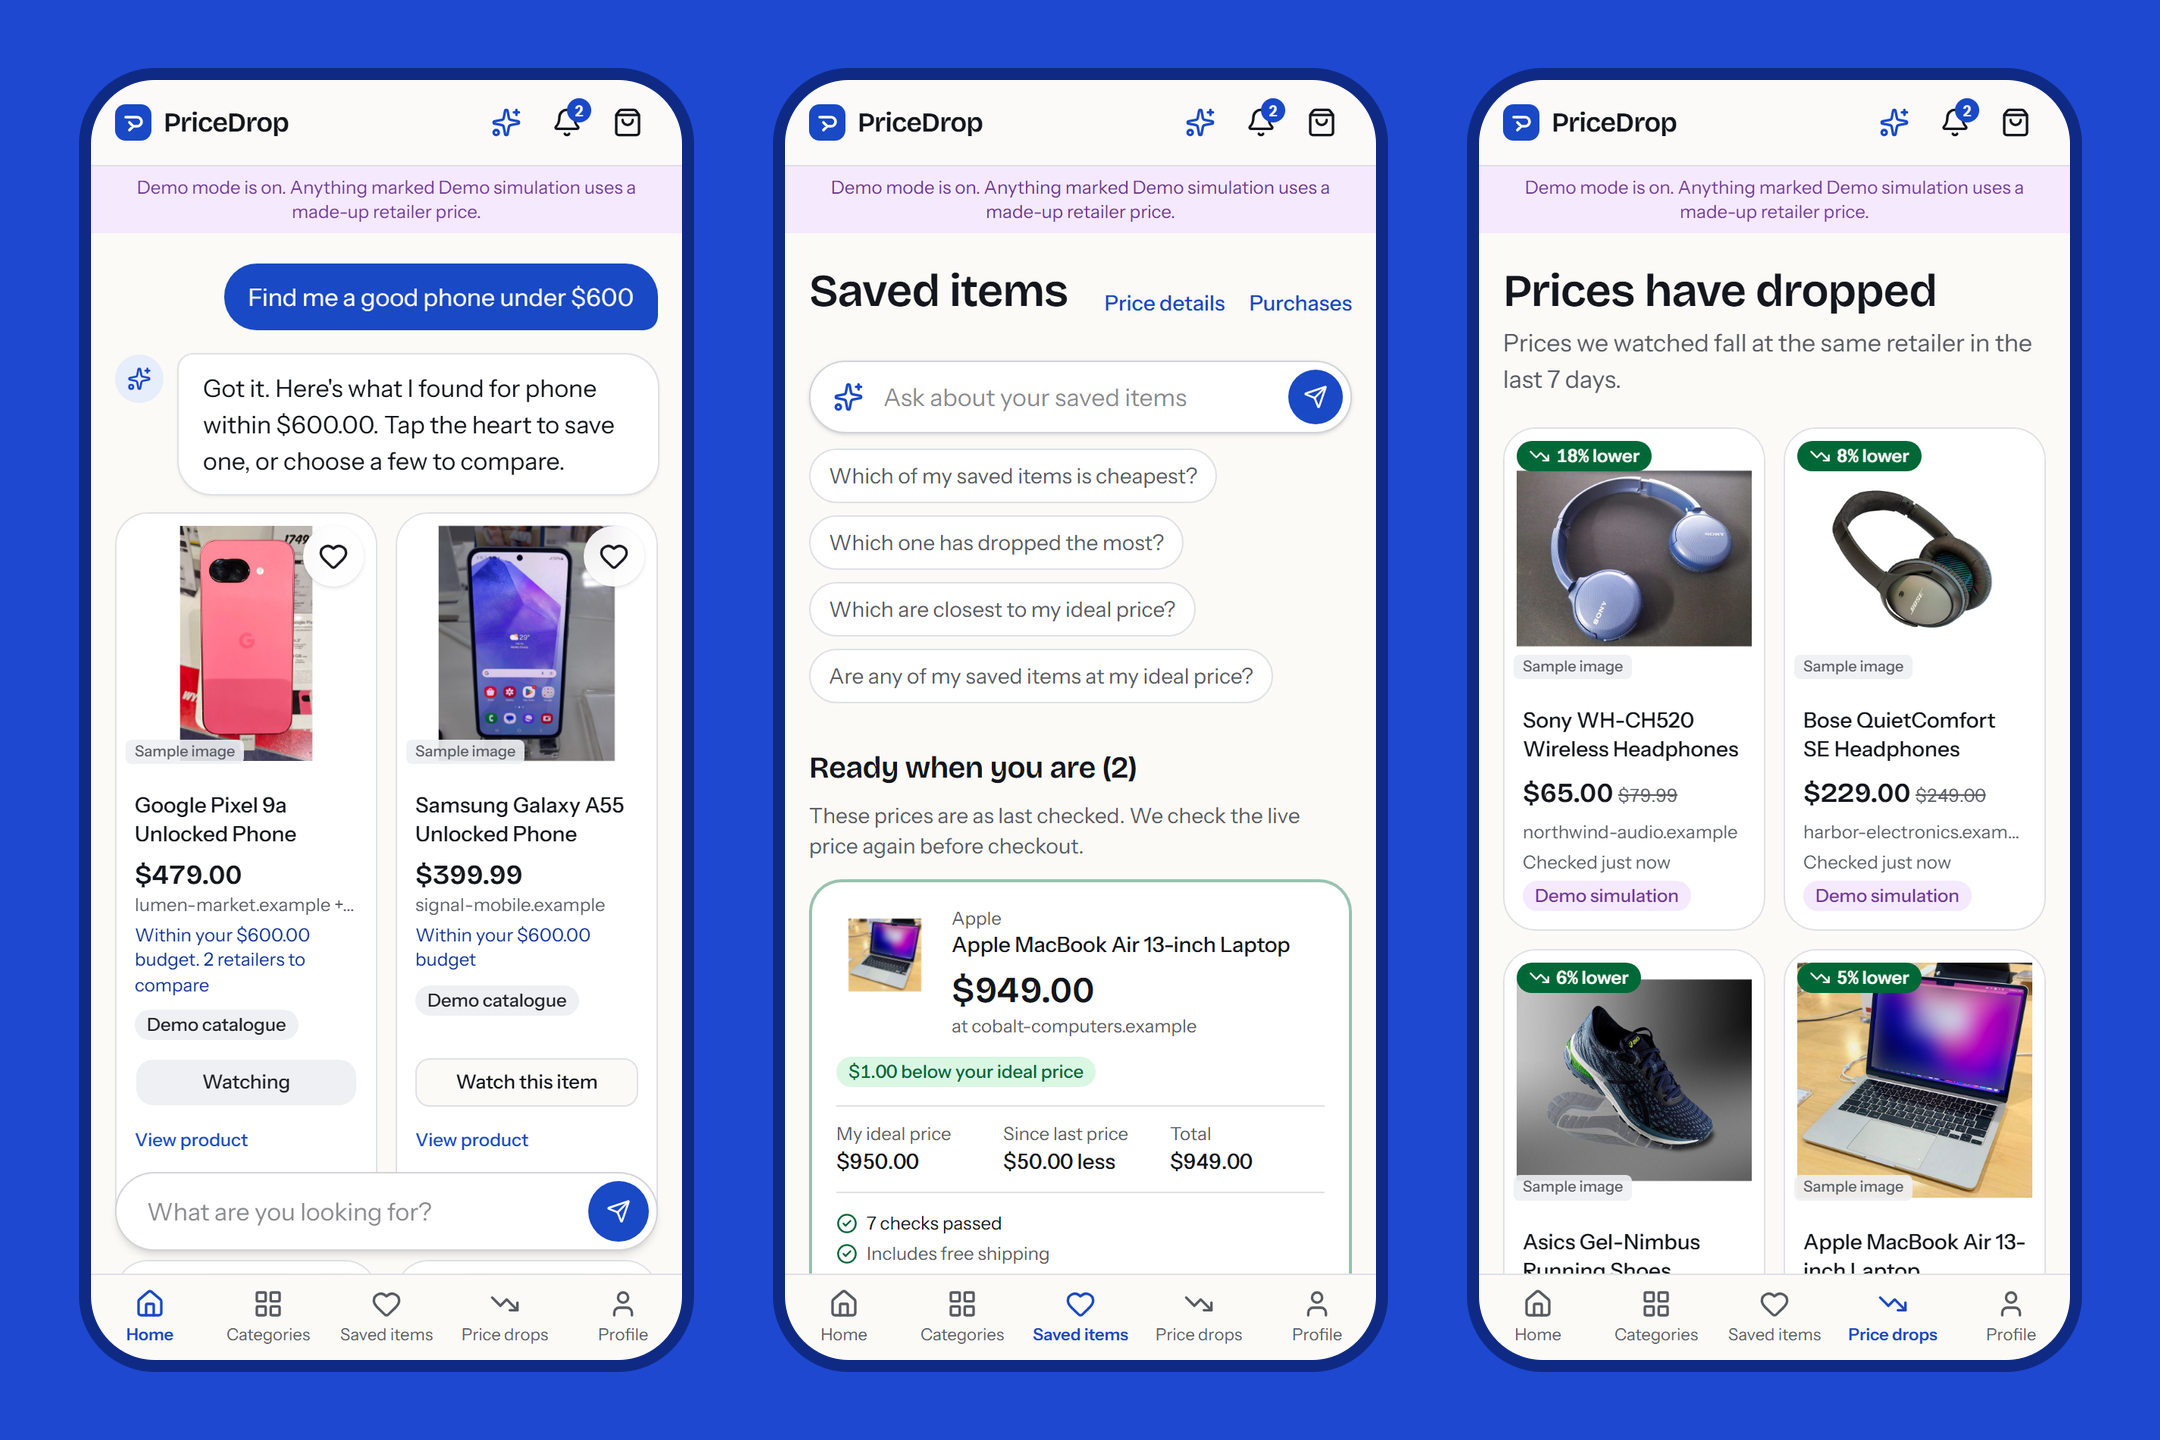 PriceDrop
2
Demo mode is on. Anything marked Demo simulation uses a
made-up retailer price.
Find me a good phone under $600
Got it. Here's what I found for phone
within $600.00. Tap the heart to save
one, or choose a few to compare.
Sample image
Google Pixel 9a
Unlocked Phone
$479.00
lumen-market.example +...
Within your $600.00
budget. 2 retailers to
compare
Demo catalogue
Watching
View product
Sample image
Samsung Galaxy A55
Unlocked Phone
$399.99
signal-mobile.example
Within your $600.00
budget
Demo catalogue
Watch this item
View product
What are you looking for?
Home
Categories
Saved items
Price drops
Profile
PriceDrop
2
Demo mode is on. Anything marked Demo simulation uses a
made-up retailer price.
Saved items
Price details
Purchases
Ask about your saved items
Which of my saved items is cheapest?
Which one has dropped the most?
Which are closest to my ideal price?
Are any of my saved items at my ideal price?
Ready when you are (2)
These prices are as last checked. We check the live
price again before checkout.
Apple
Apple MacBook Air 13-inch Laptop
$949.00
at cobalt-computers.example
$1.00 below your ideal price
My ideal price
$950.00
Since last price
$50.00 less
Total
$949.00
7 checks passed
Includes free shipping
Home
Categories
Saved items
Price drops
Profile
PriceDrop
2
Demo mode is on. Anything marked Demo simulation uses a
made-up retailer price.
Prices have dropped
Prices we watched fall at the same retailer in the
last 7 days.
18% lower
SONY
SONY
Sample image
Sony WH-CH520
Wireless Headphones
$65.00 $79.99
northwind-audio.example
Checked just now
Demo simulation
8% lower
BOSE
Sample image
Bose QuietComfort
SE Headphones
$229.00 $249.00
harbor-electronics.exam...
Checked just now
Demo simulation
6% lower
Sample image
Asics Gel-Nimbus
Running Shoes
5% lower
Sample image
Apple MacBook Air 13-
inch Laptop
Home
Categories
Saved items
Price drops
Profile